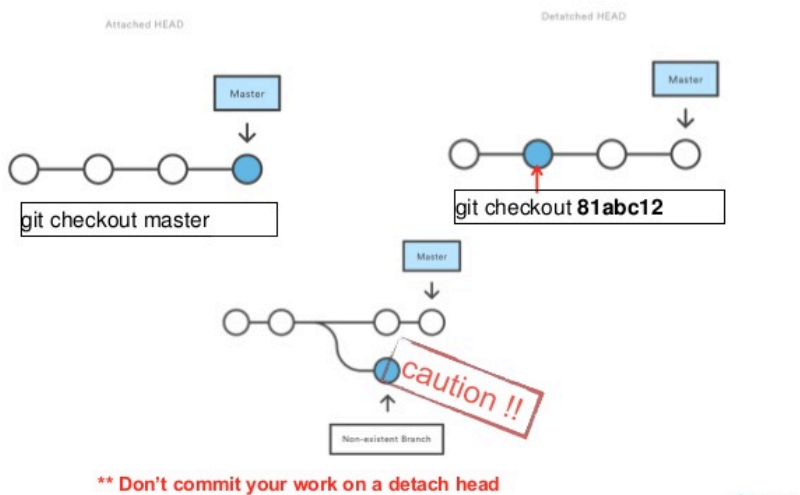 Attached HEAD
Detatched HEAD
Master
Master
git checkout master
git checkout 81abc12
Master
caution !!
Non-existent Branch
** Don't commit your work on a detach head